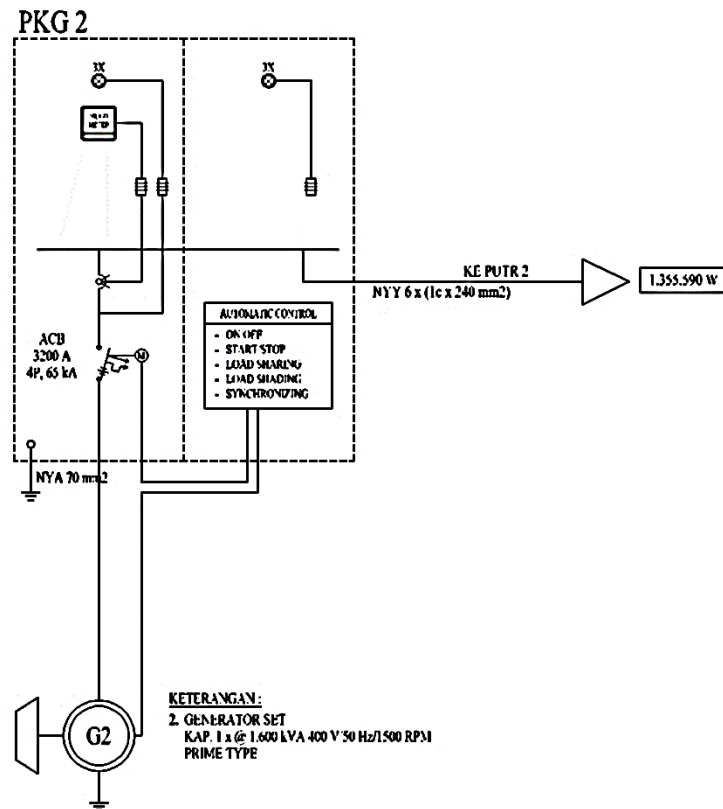 PKG 2
3X
3X
KE PUTR 2
1.355.590 W
NYY 6 x (1c x 240 mm2)
AUTOMATIC CONTROL
- ON OFF
- START STOP
- LOAD SHARING
- LOAD SHADING
- SYNCHRONIZING
ACB
3200 A
4P, 65 kA
M
NYA 70 mm2
KETERANGAN :
2. GENERATOR SET
KAP. 1 x @ 1.600 kVA 400 V/50 Hz/1500 RPM
PRIME TYPE
G2